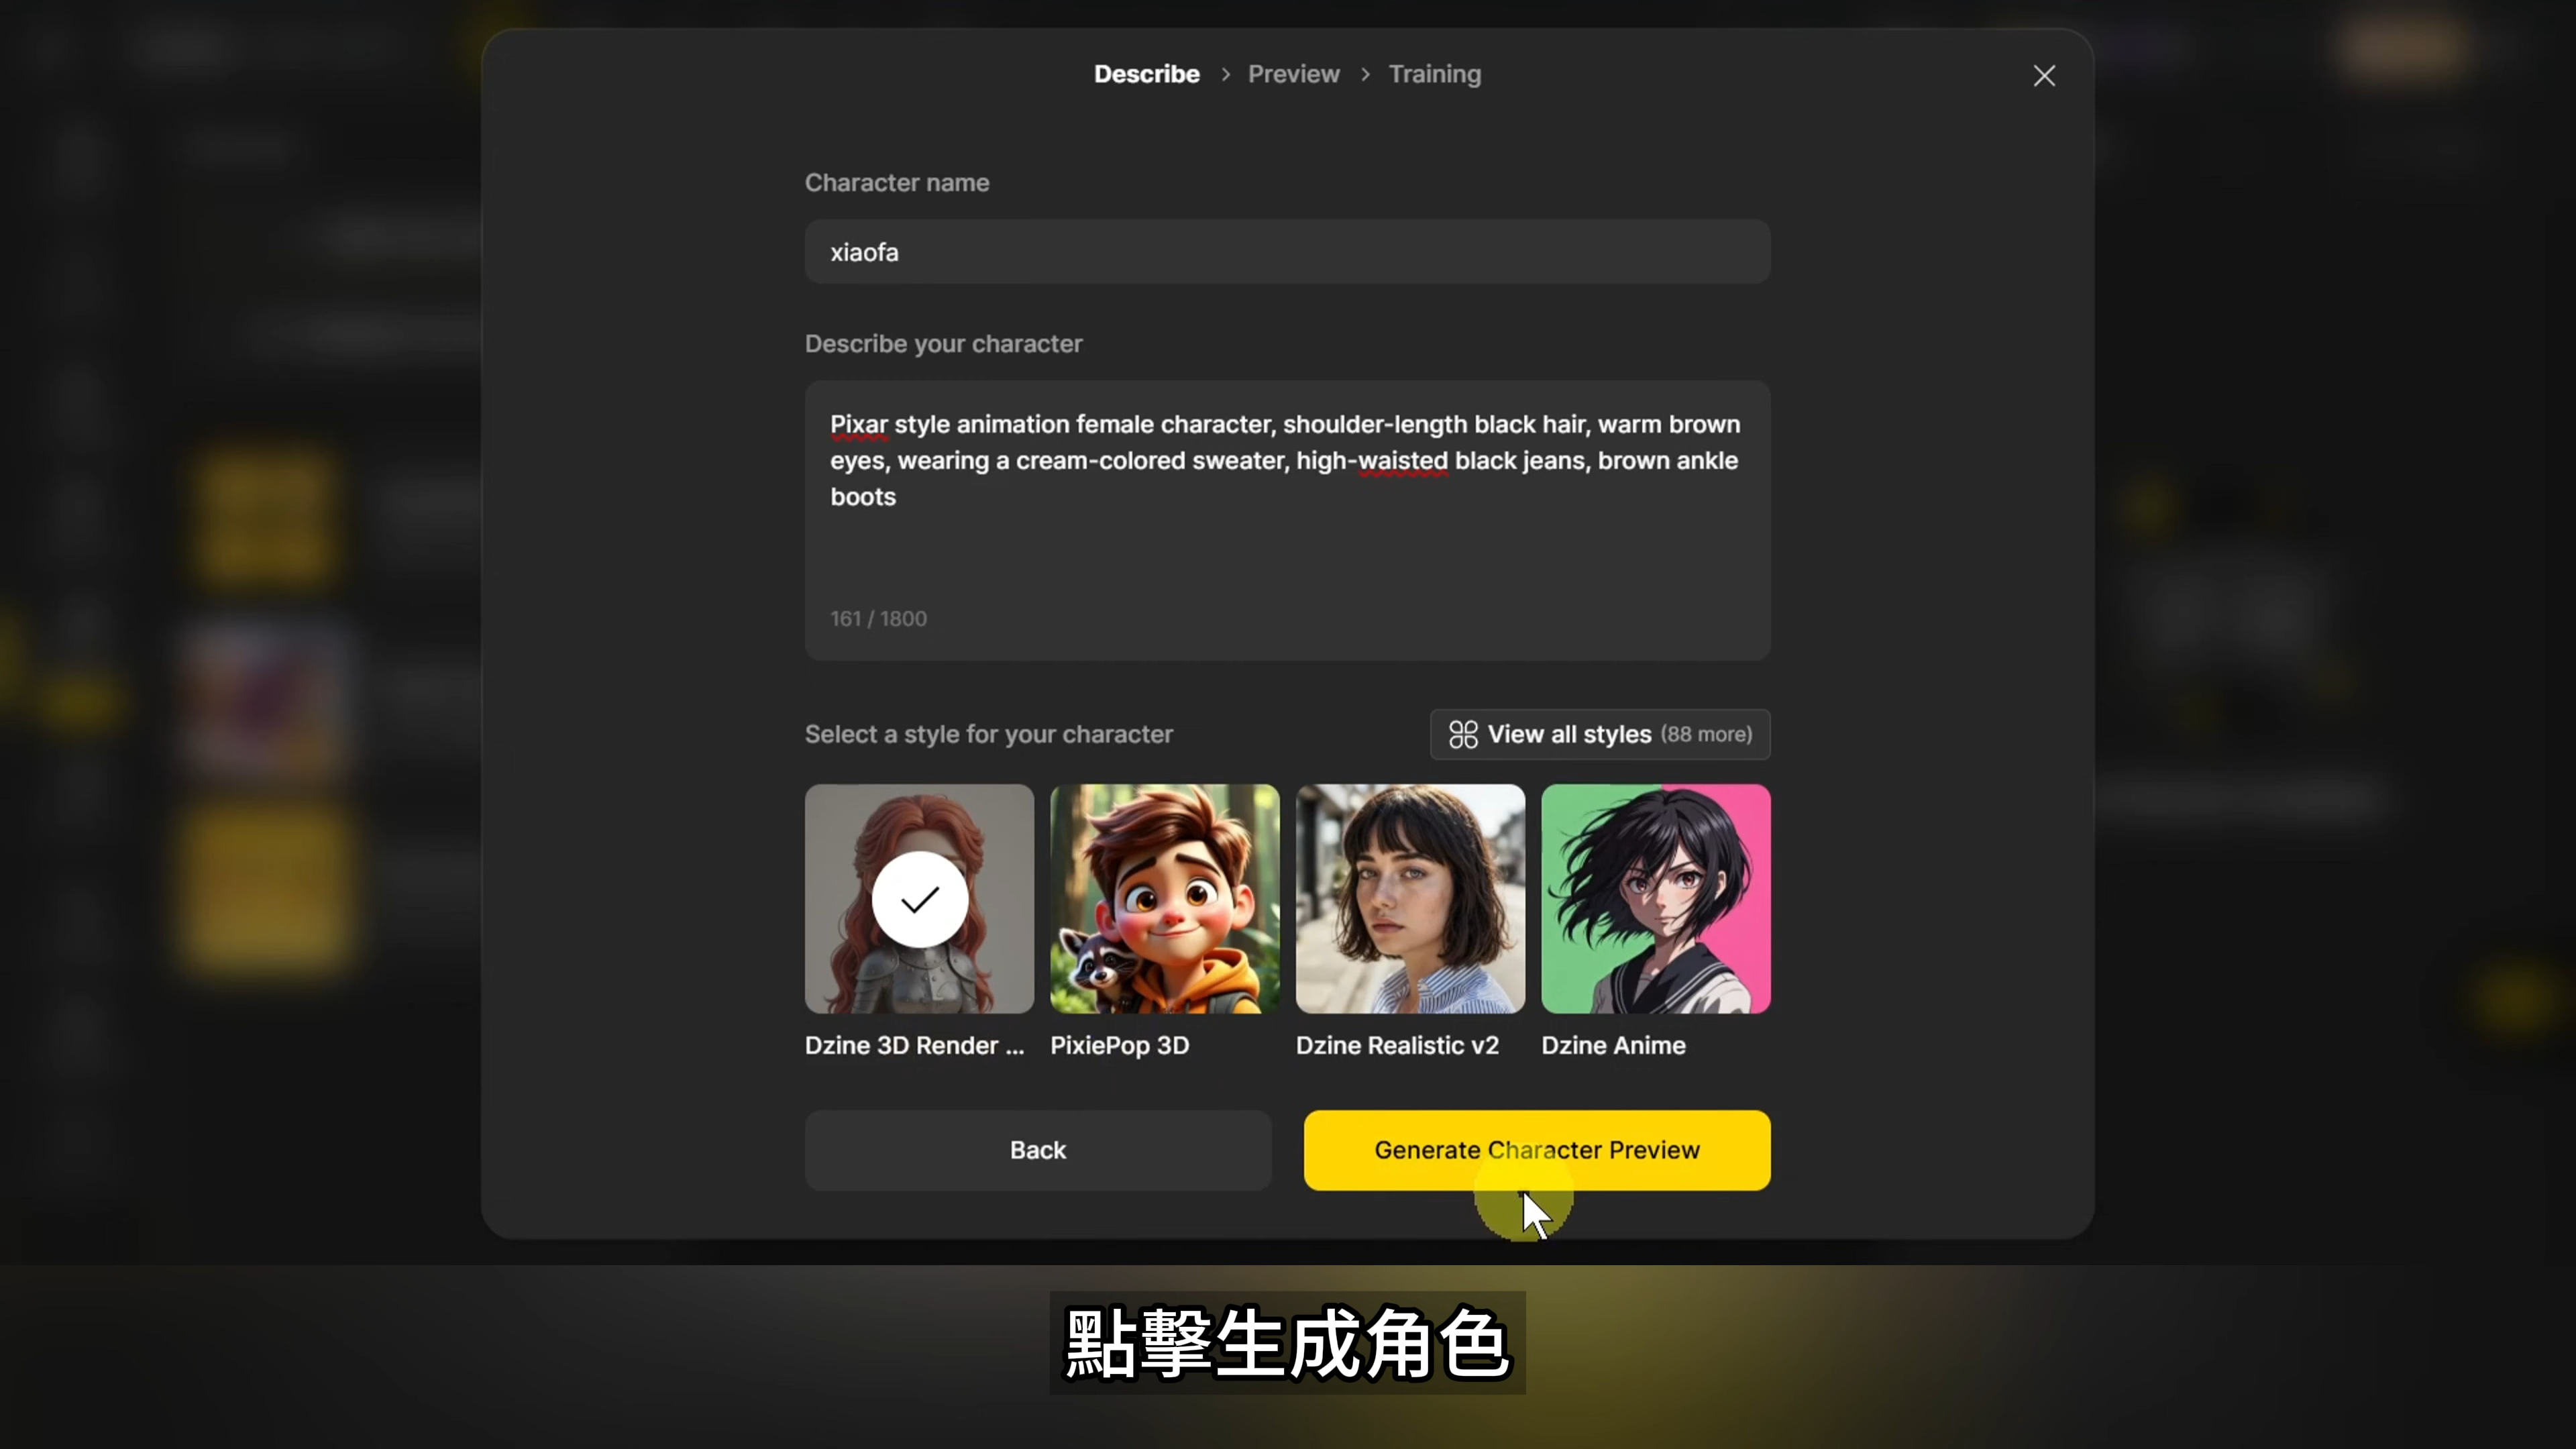 Describe > Preview > Training
Character name
xiaofa
Describe your character
Pixar style animation female character, shoulder-length black hair, warm brown
eyes, wearing a cream-colored sweater, high-waisted black jeans, brown ankle
boots
161 / 1800
Select a style for your character
View all styles (88 more)
Dzine 3D Render ...
PixiePop 3D
Dzine Realistic v2
Dzine Anime
Back
Generate Character Preview
點擊生成角色